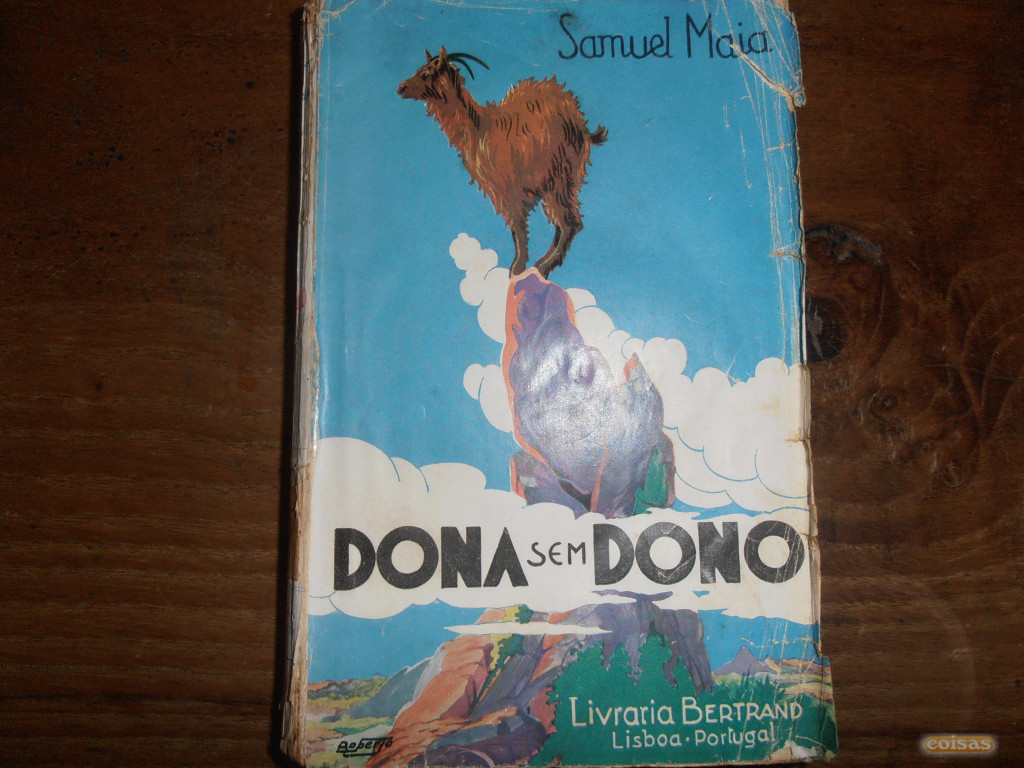 Samuel Maia
DONA SEM DONO
Livraria BERTRAND
Lisboa · Portugal
Roberto
coisas